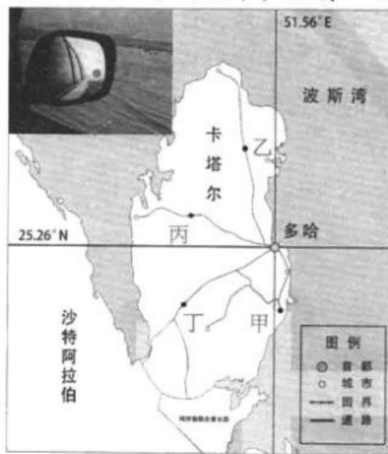 51.56°E
波斯湾
卡塔尔
乙
丙
25.26°N
多哈
丁
甲
沙特阿拉伯
图例
首都
城市
国界
道路